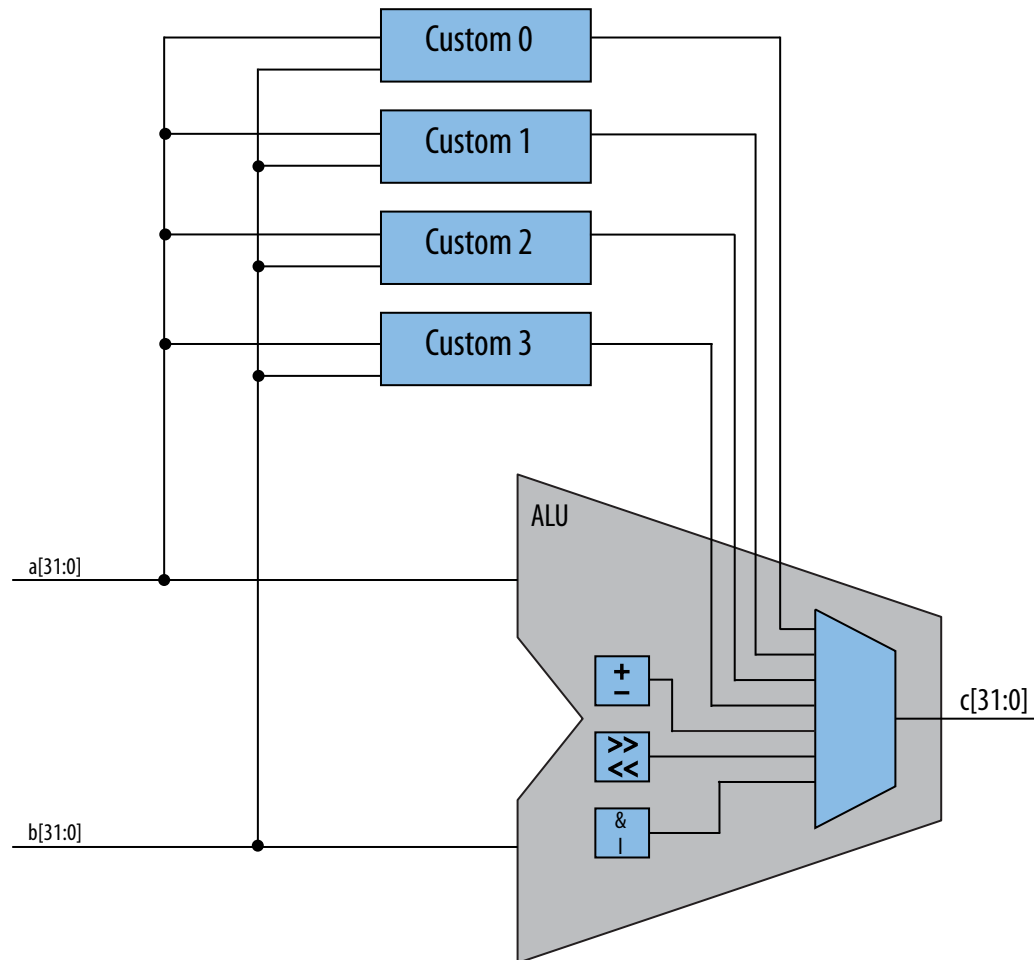 Custom 0
Custom 1
Custom 2
Custom 3
ALU
a[31:0]
+
−
>>
<<
c[31:0]
&
|
b[31:0]